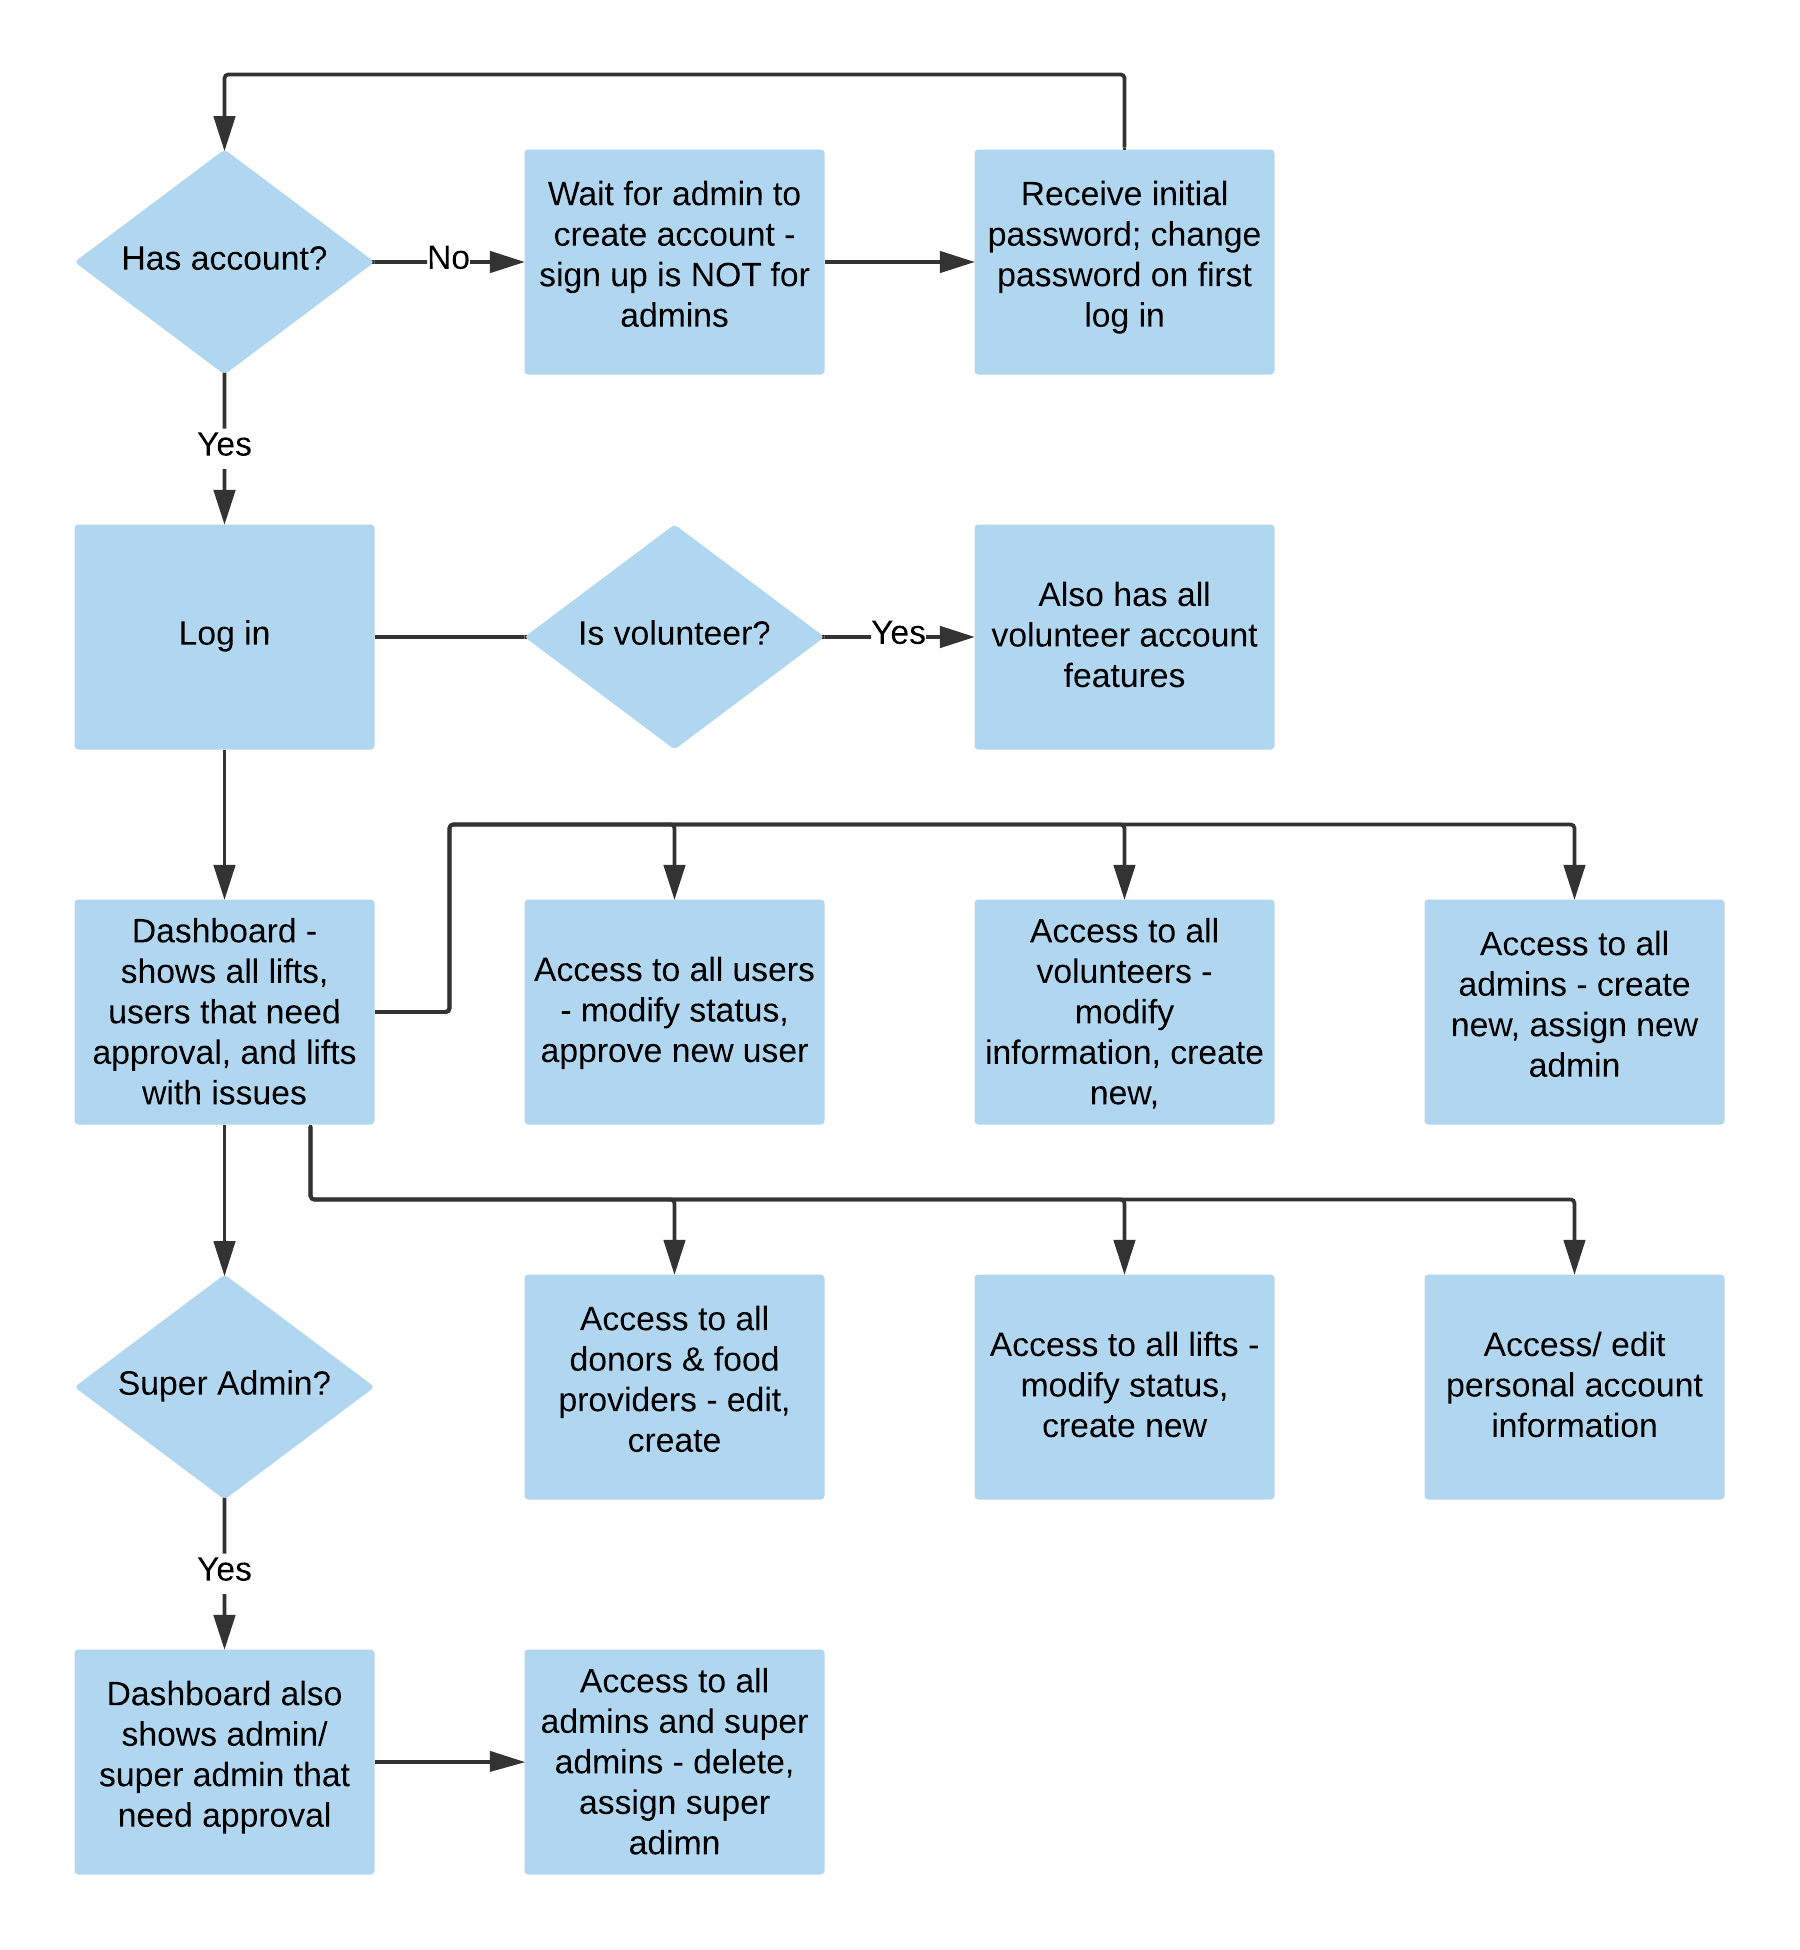 Has account?
No
Wait for admin to
create account -
sign up is NOT for
admins
Receive initial
password; change
password on first
log in
Yes
Log in
Is volunteer?
Yes
Also has all
volunteer account
features
Dashboard -
shows all lifts,
users that need
approval, and lifts
with issues
Access to all users
- modify status,
approve new user
Access to all
volunteers -
modify
information, create
new,
Access to all
admins - create
new, assign new
admin
Super Admin?
Access to all
donors & food
providers - edit,
create
Access to all lifts -
modify status,
create new
Access/ edit
personal account
information
Yes
Dashboard also
shows admin/
super admin that
need approval
Access to all
admins and super
admins - delete,
assign super
adimn